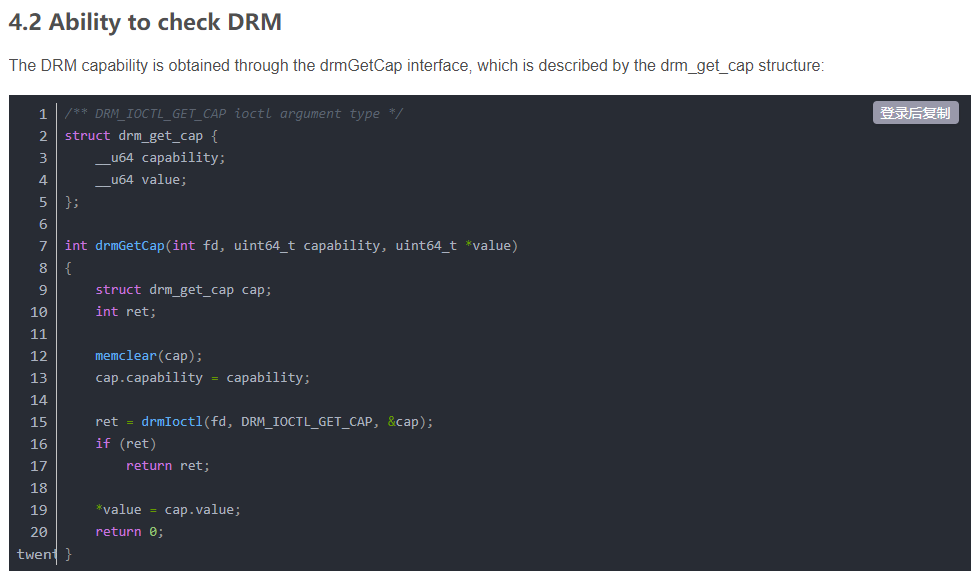 4.2 Ability to check DRM
The DRM capability is obtained through the drmGetCap interface, which is described by the drm_get_cap structure:
登录后复制
1 /** DRM_IOCTL_GET_CAP ioctl argument type */
2 struct drm_get_cap {
3     __u64 capability;
4     __u64 value;
5 };
6
7 int drmGetCap(int fd, uint64_t capability, uint64_t *value)
8 {
9     struct drm_get_cap cap;
10     int ret;
11
12     memclear(cap);
13     cap.capability = capability;
14
15     ret = drmIoctl(fd, DRM_IOCTL_GET_CAP, &cap);
16     if (ret)
17         return ret;
18
19     *value = cap.value;
20     return 0;
twent }